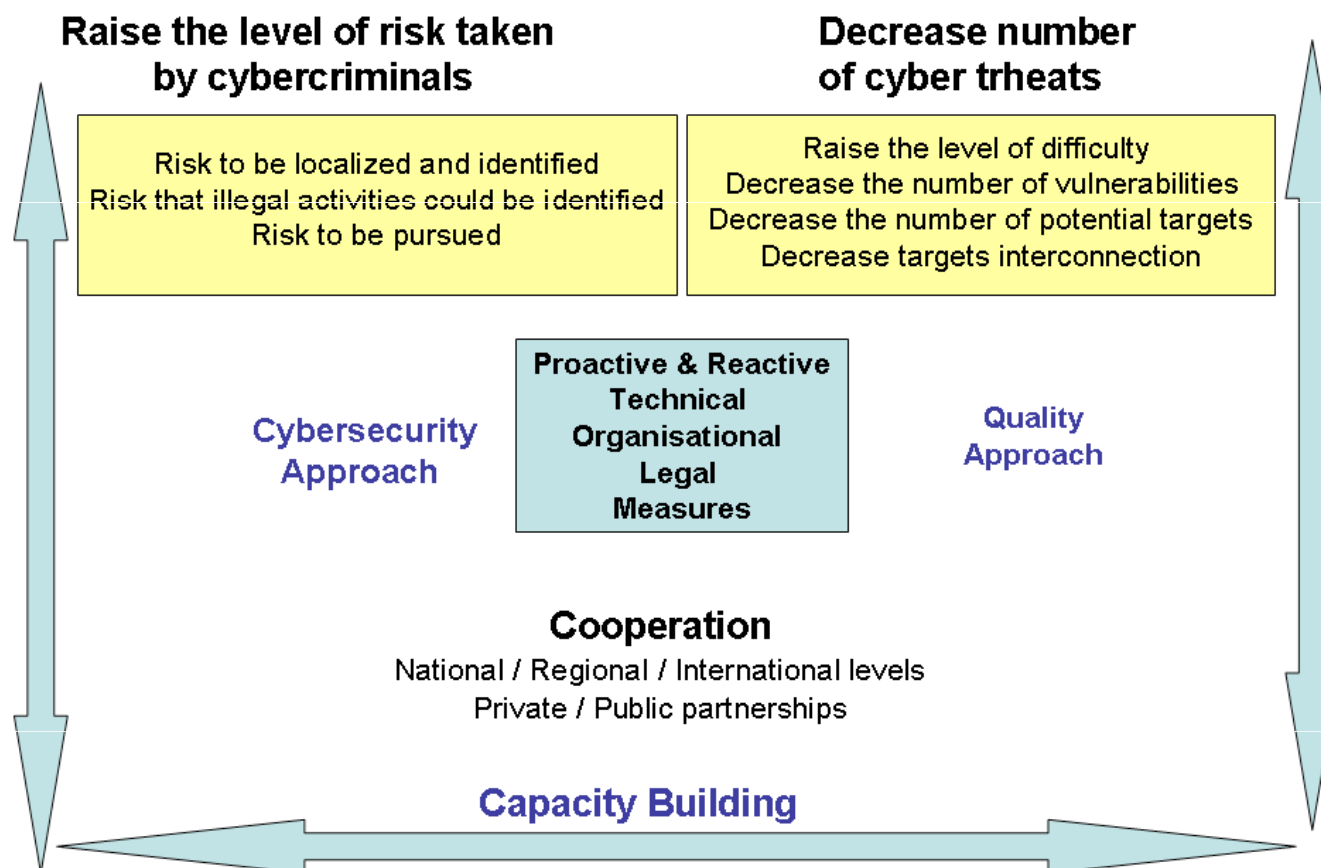 Raise the level of risk taken
by cybercriminals
Decrease number
of cyber trheats
Risk to be localized and identified
Risk that illegal activities could be identified
Risk to be pursued
Raise the level of difficulty
Decrease the number of vulnerabilities
Decrease the number of potential targets
Decrease targets interconnection
Cybersecurity
Approach
Proactive & Reactive
Technical
Organisational
Legal
Measures
Quality
Approach
Cooperation
National / Regional / International levels
Private / Public partnerships
Capacity Building